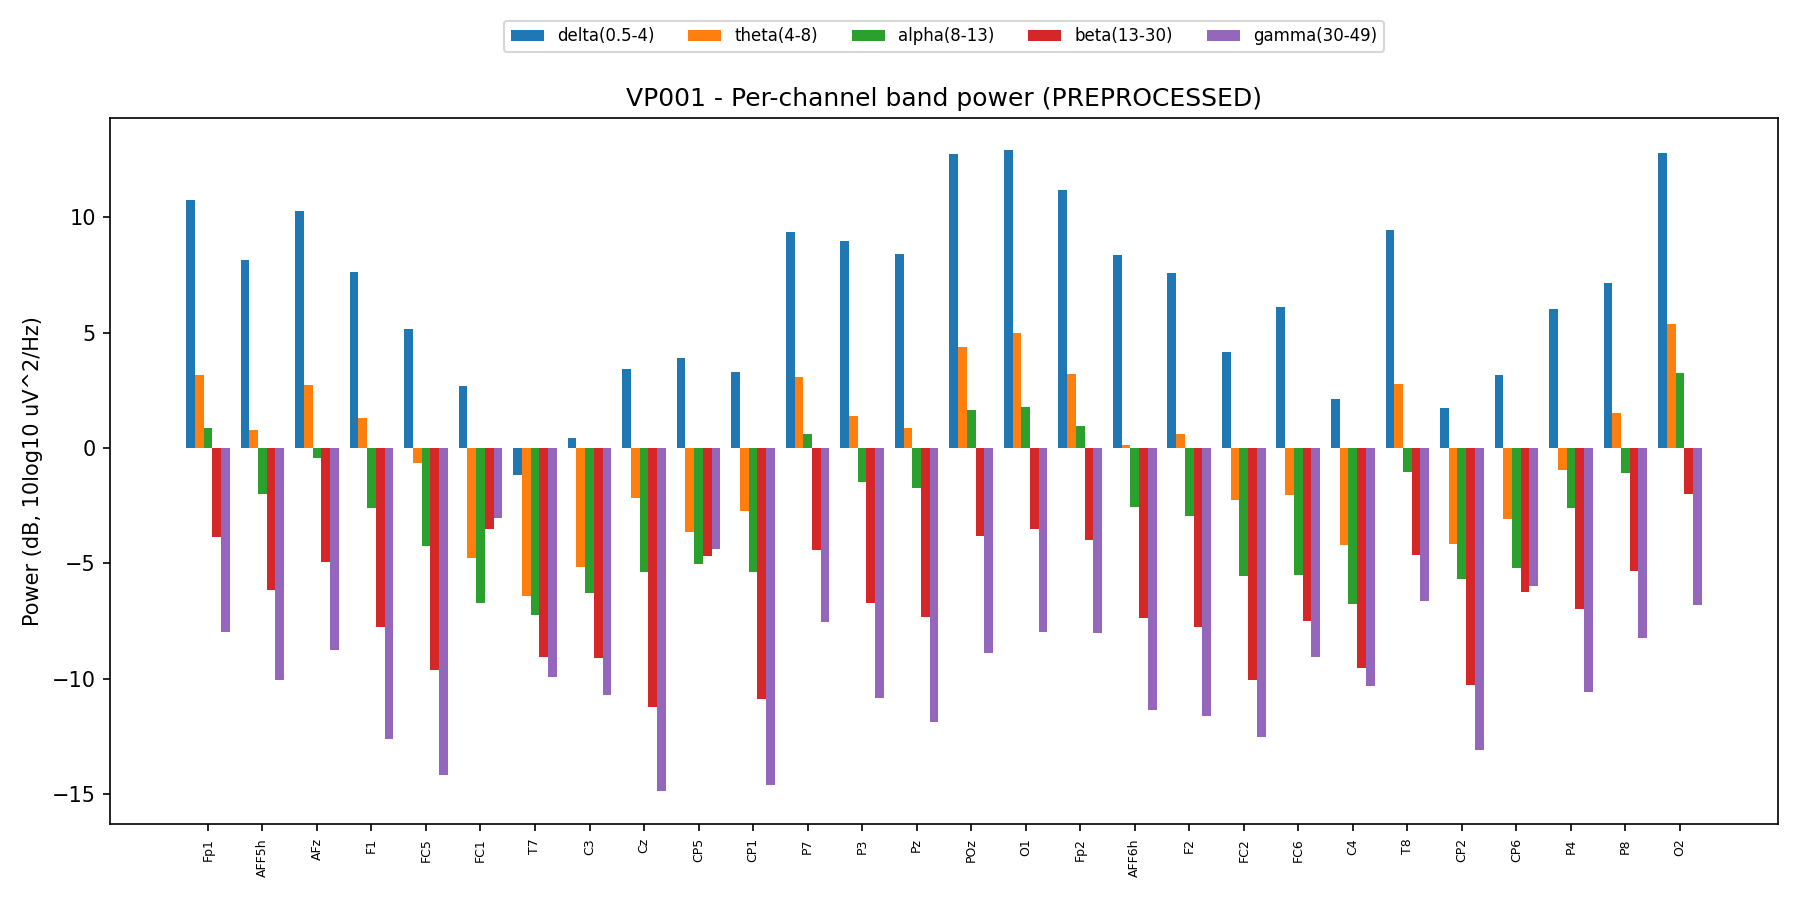 delta(0.5-4) theta(4-8) alpha(8-13) beta(13-30) gamma(30-49)
VP001 - Per-channel band power (PREPROCESSED)
Power (dB, 10log10 uV^2/Hz)
10
5
0
−5
−10
−15
Fp1 AFF5h AFz F1 FC5 FC1 T7 C3 Cz CP5 CP1 P7 P3 Pz POz O1 Fp2 AFF6h F2 FC2 FC6 C4 T8 CP2 CP6 P4 P8 O2